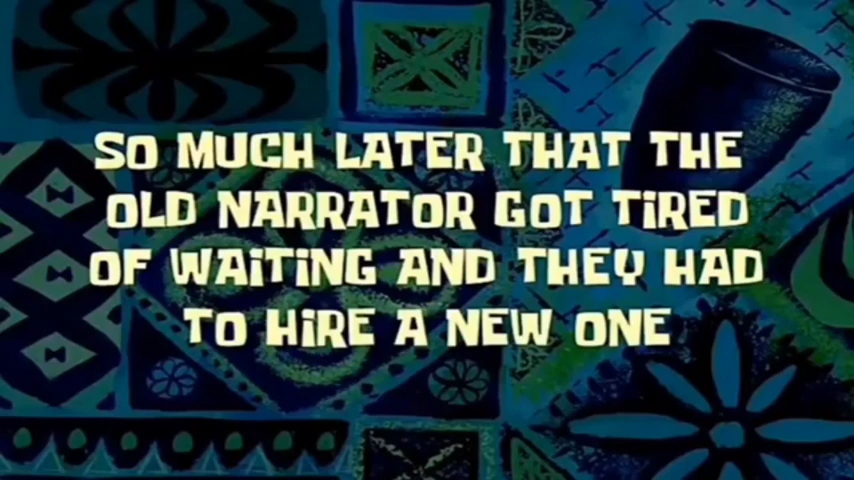 SO MUCH LATER THAT THE
OLD NARRATOR GOT TiRED
OF WAiTiNG AND THEY HAD
TO HiRE A NEW ONE